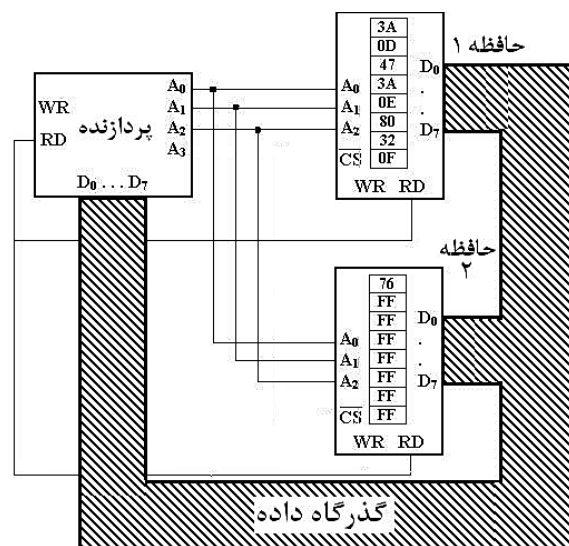 حافظه ۱
3A
0D
47
3A
0E
80
32
0F
A0
A1
A2
CS
D0
.
.
D7
WR RD
پردازنده
WR
RD
A0
A1
A2
A3
D0 . . . D7
حافظه
۲
76
FF
FF
FF
FF
FF
FF
FF
A0
A1
A2
CS
D0
.
.
D7
WR RD
گذرگاه داده